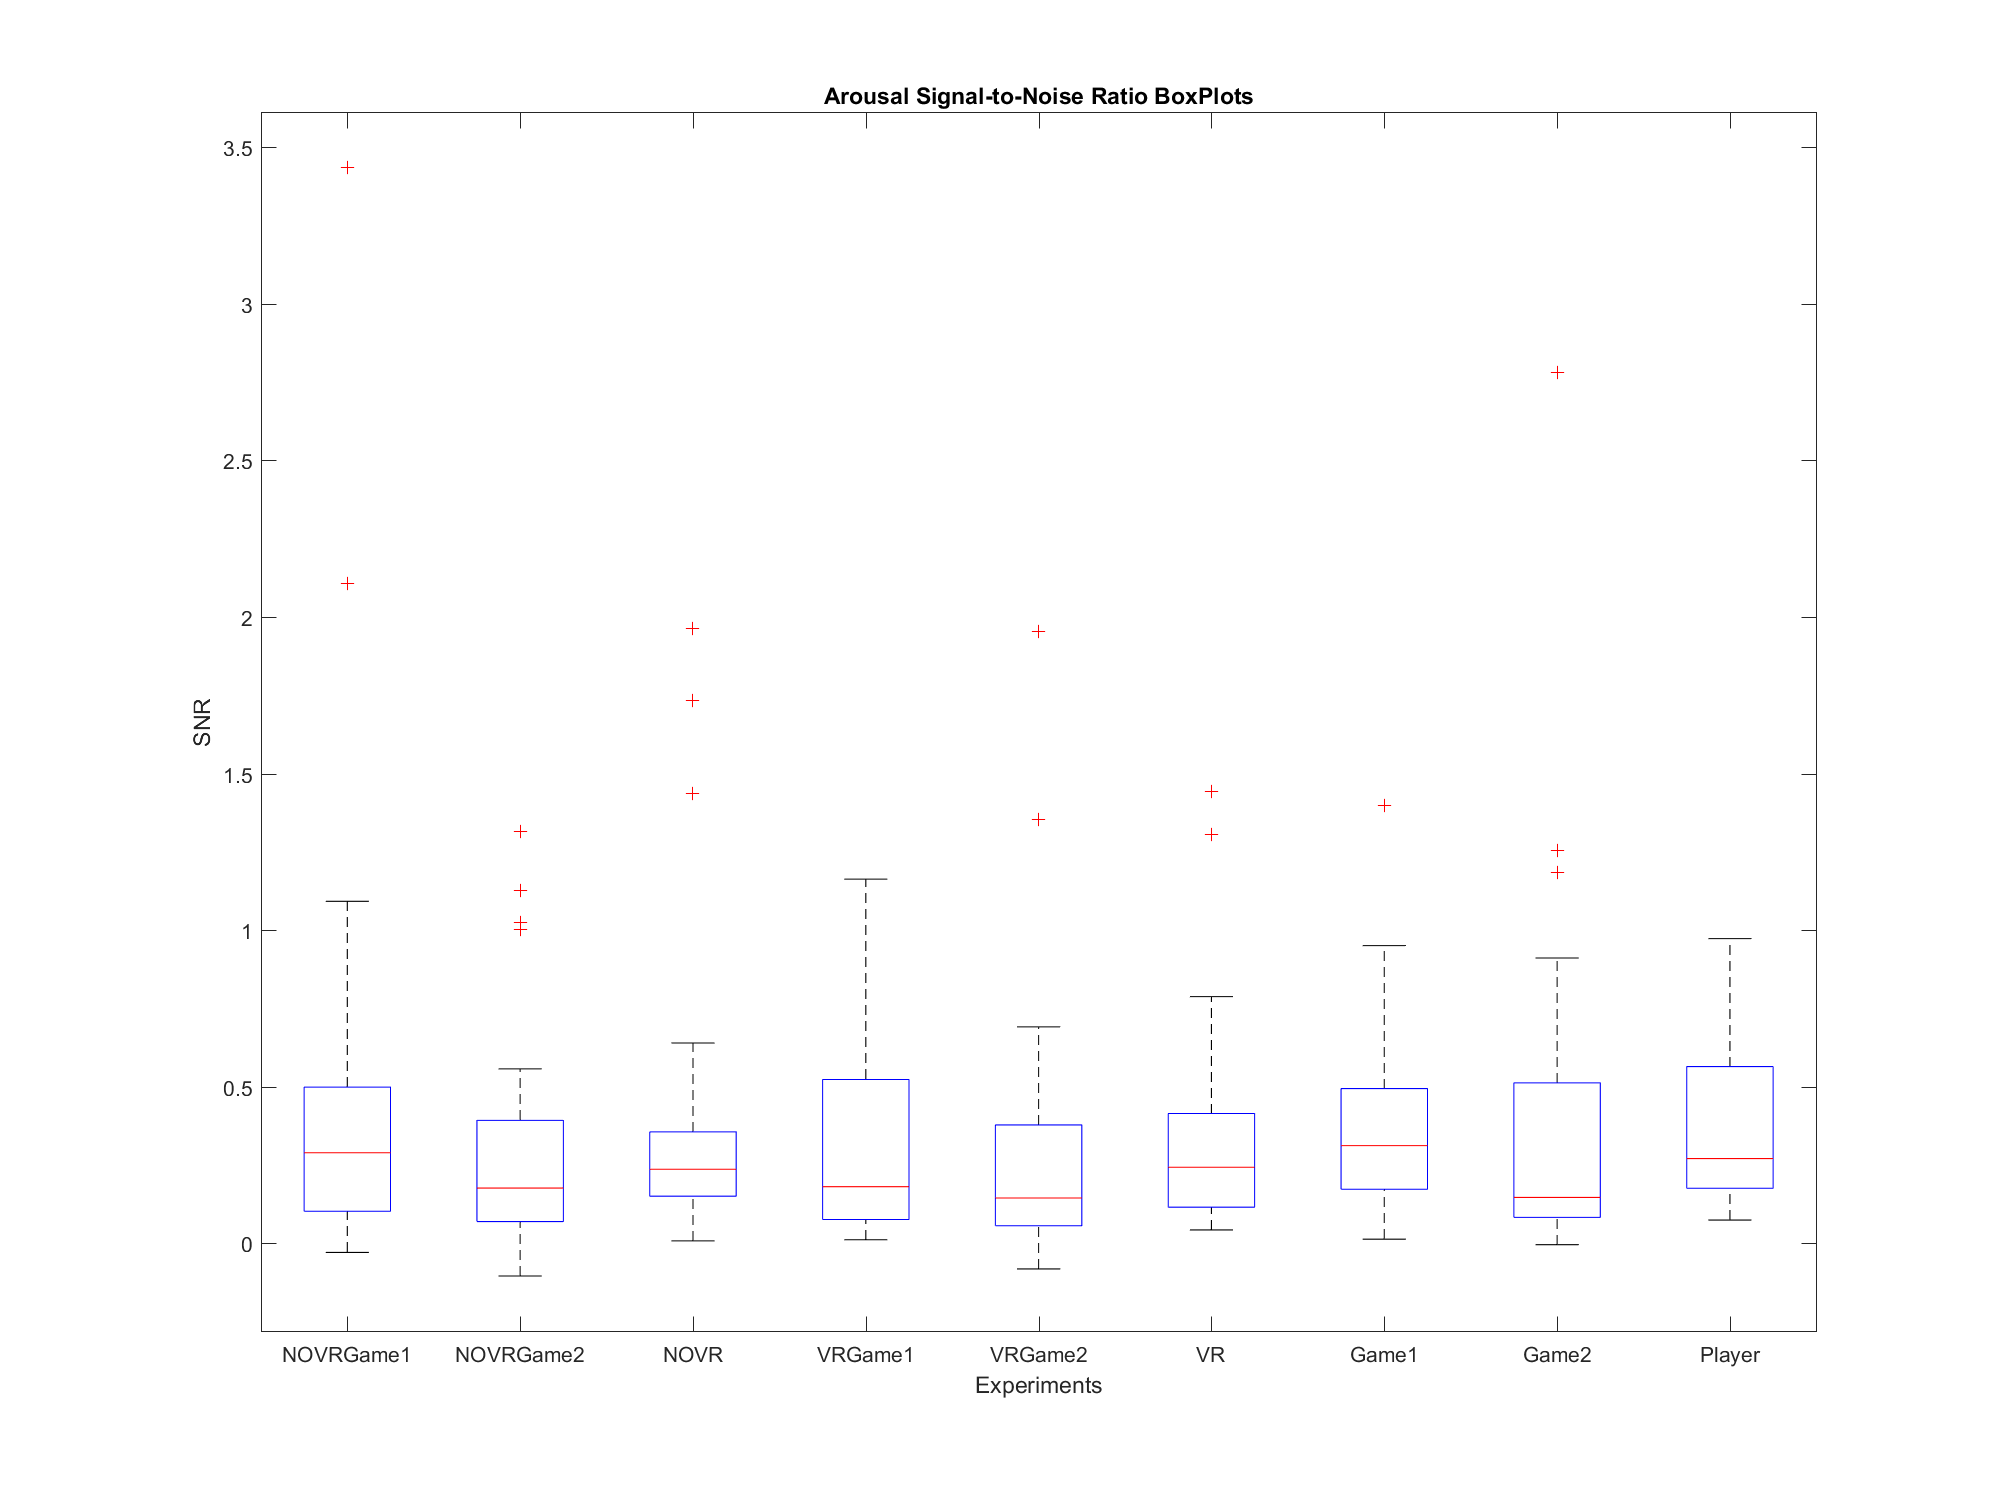 Arousal Signal-to-Noise Ratio BoxPlots
3.5
3
2.5
2
1.5
1
0.5
0
SNR
NOVRGame1 NOVRGame2 NOVR VRGame1 VRGame2 VR Game1 Game2 Player
Experiments